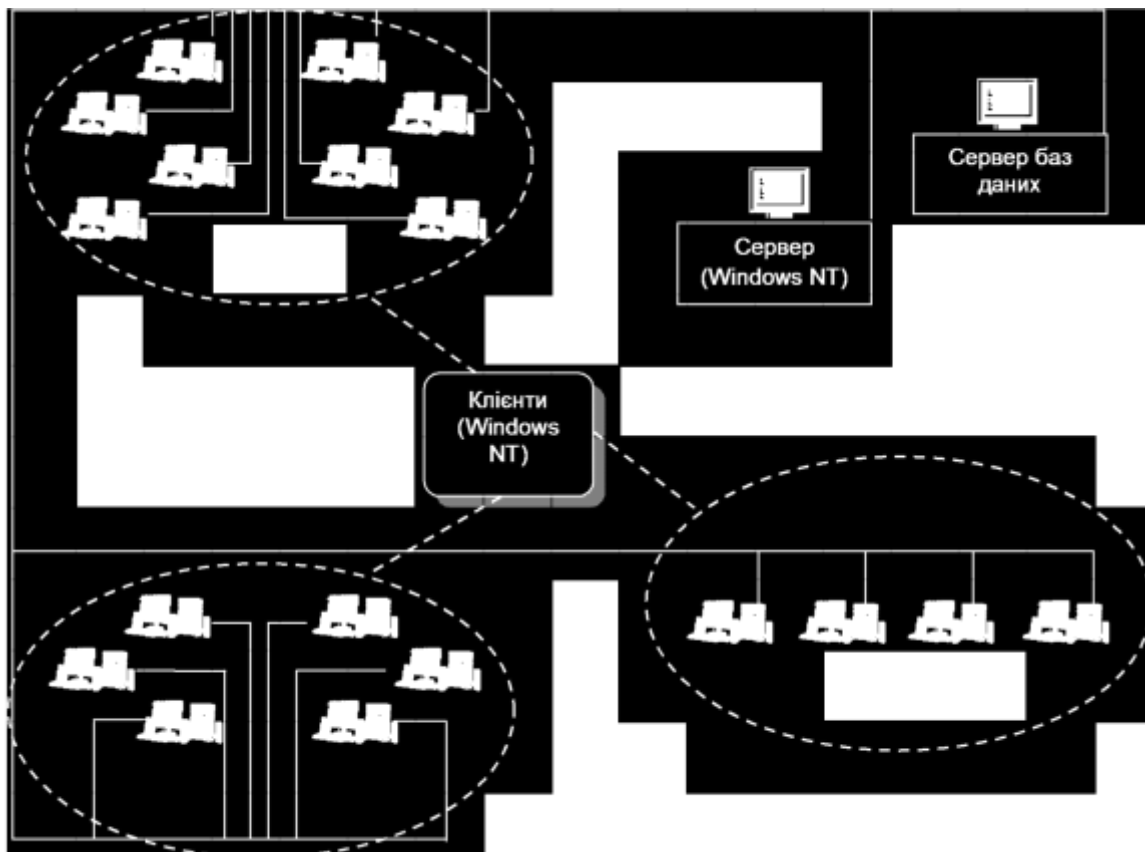 Сервер баз
даних
Сервер
(Windows NT)
Клієнти
(Windows
NT)